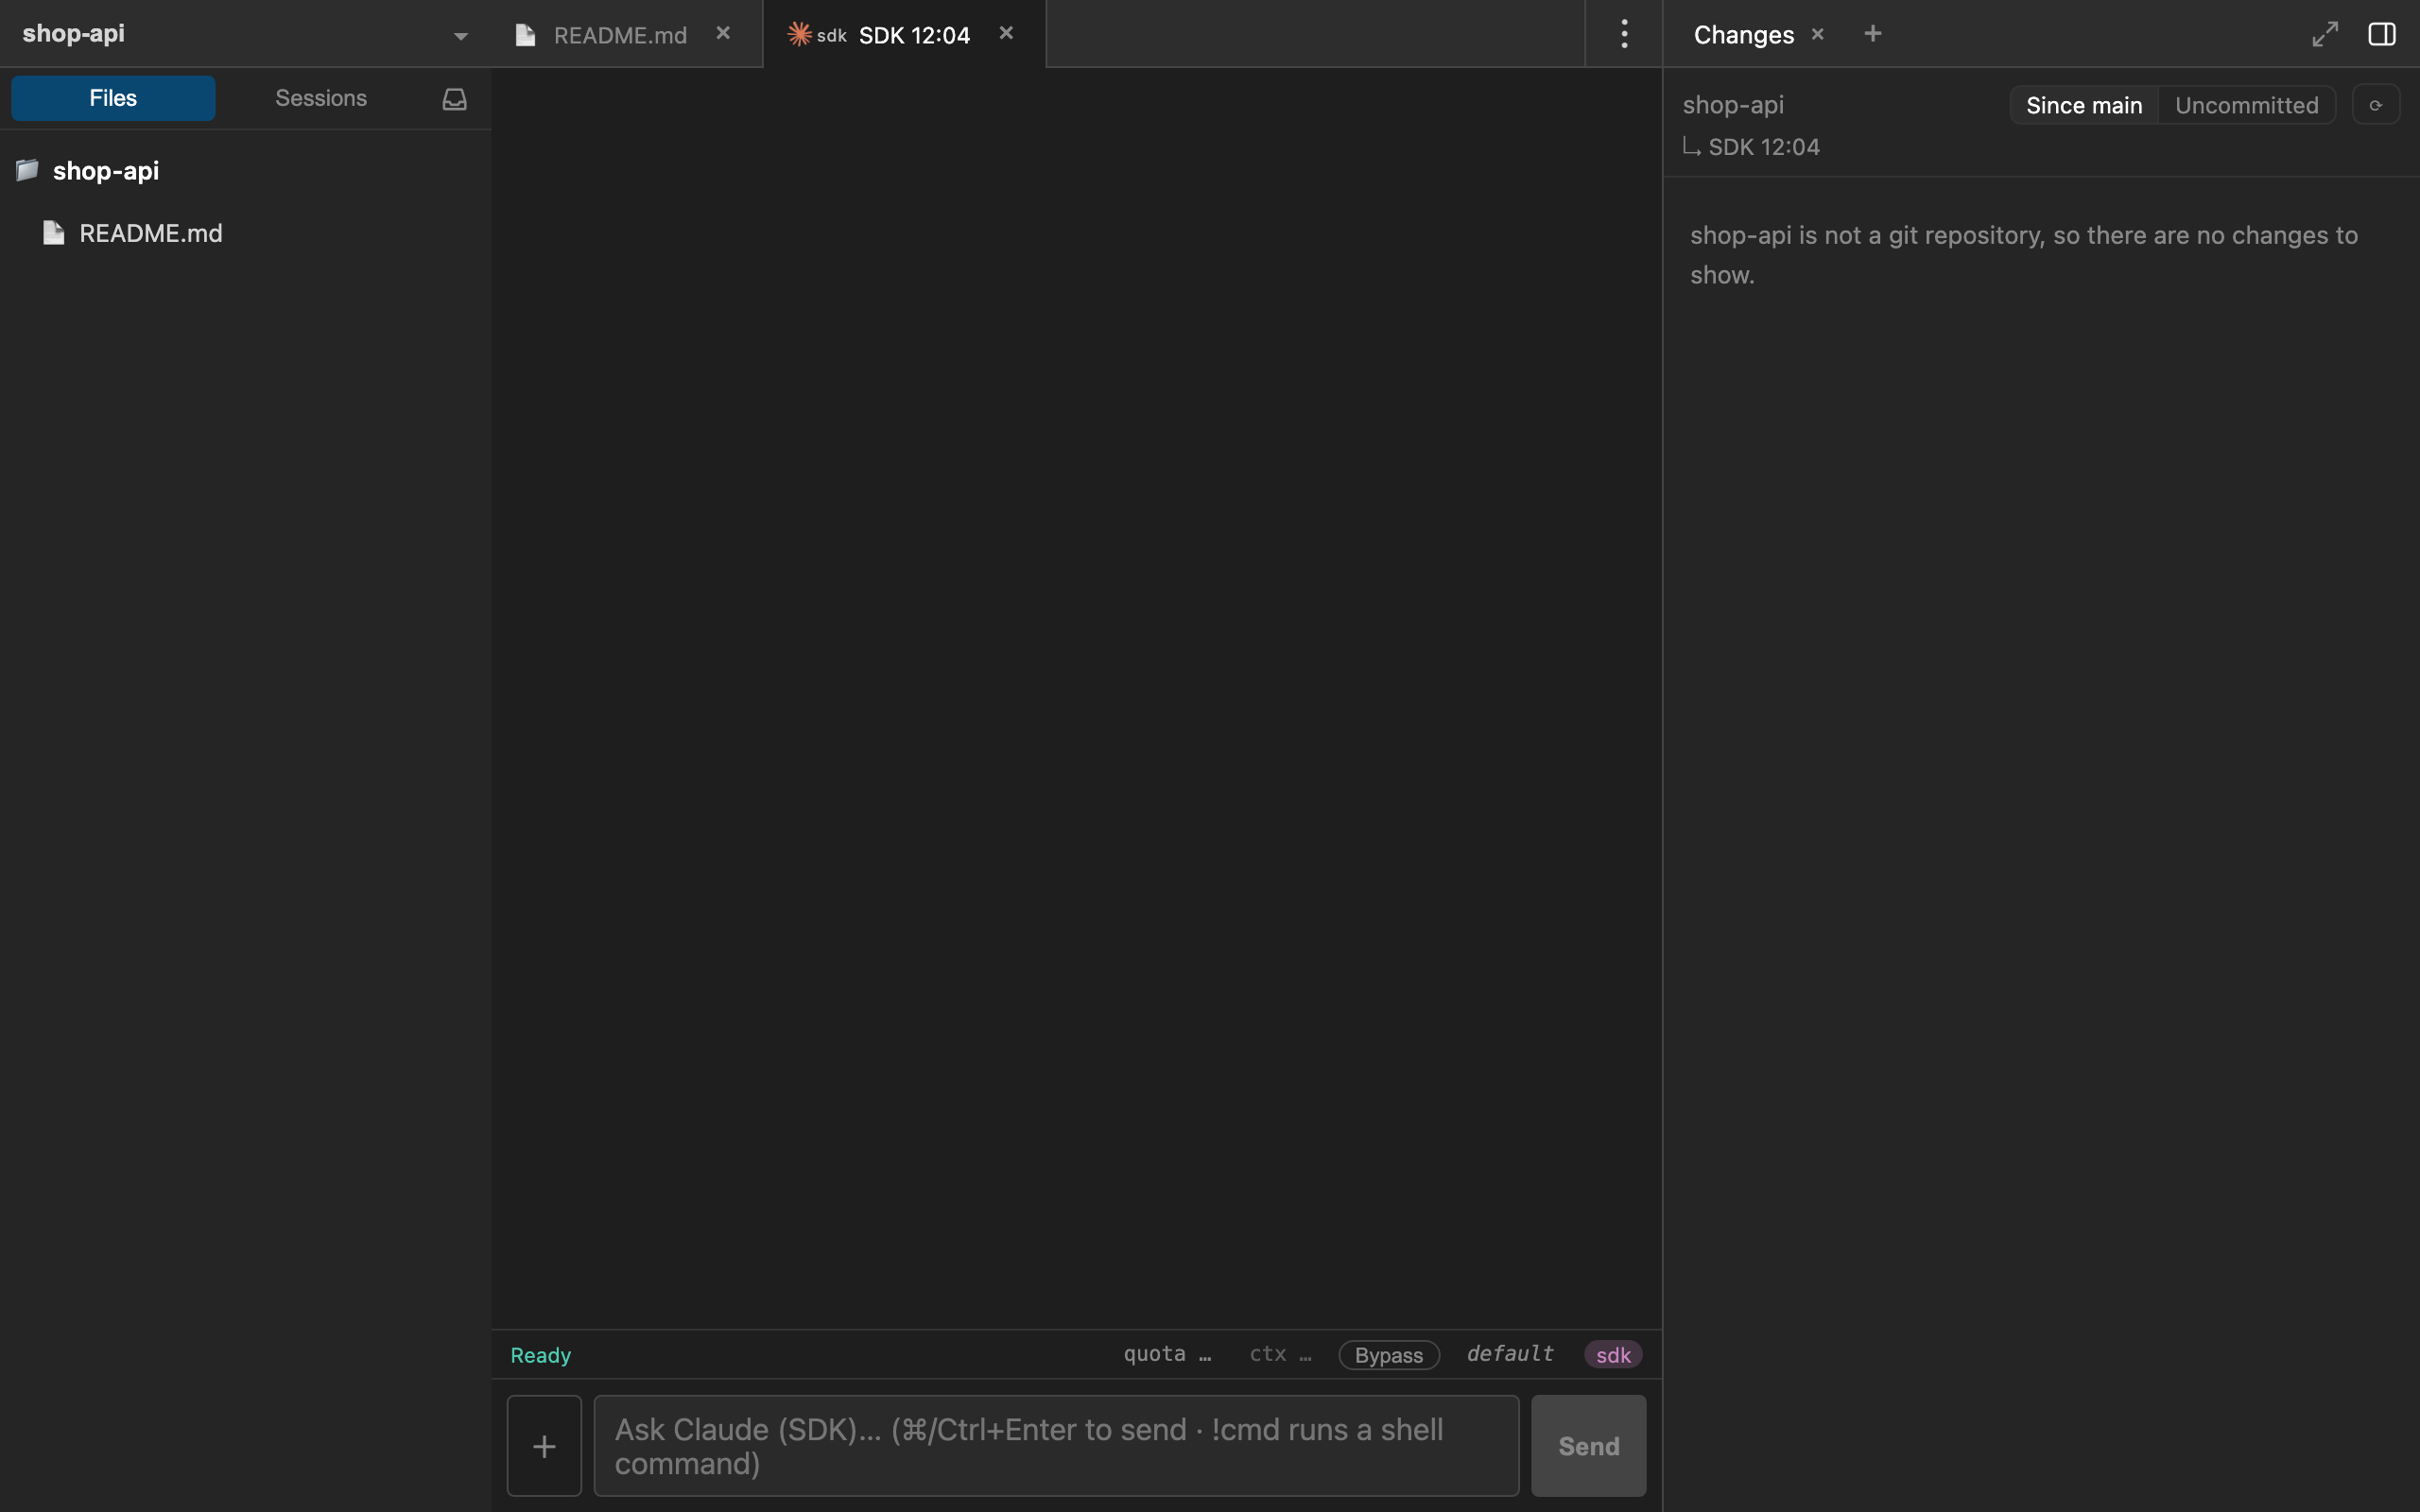 shop-api
README.md
sdk SDK 12:04
Changes
Files
Sessions
shop-api
README.md
shop-api
Since main
Uncommitted
SDK 12:04
shop-api is not a git repository, so there are no changes to
show.
Ready
quota …
ctx …
Bypass
default
sdk
Ask Claude (SDK)... (⌘/Ctrl+Enter to send · !cmd runs a shell
command)
Send